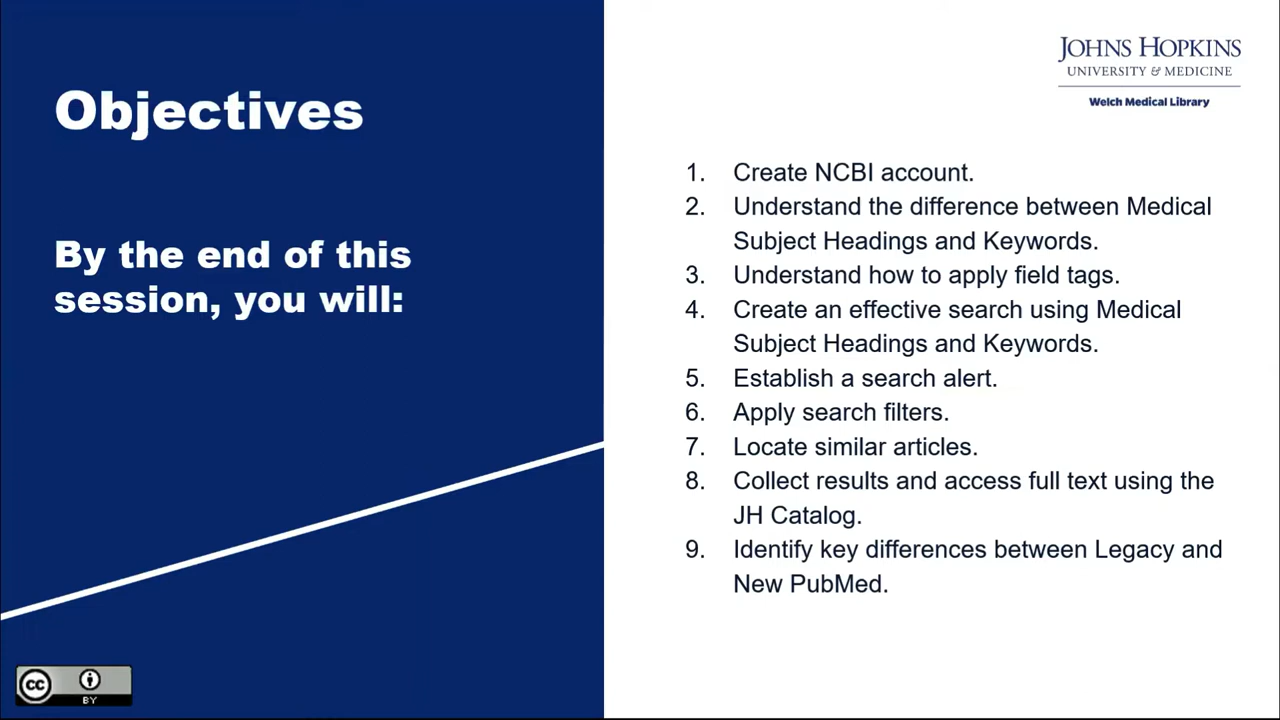 Objectives
By the end of this
session, you will:
JOHNS HOPKINS
UNIVERSITY & MEDICINE
Welch Medical Library
1. Create NCBI account.
2. Understand the difference between Medical
Subject Headings and Keywords.
3. Understand how to apply field tags.
4. Create an effective search using Medical
Subject Headings and Keywords.
5. Establish a search alert.
6. Apply search filters.
7. Locate similar articles.
8. Collect results and access full text using the
JH Catalog.
9. Identify key differences between Legacy and
New PubMed.
cc
BY